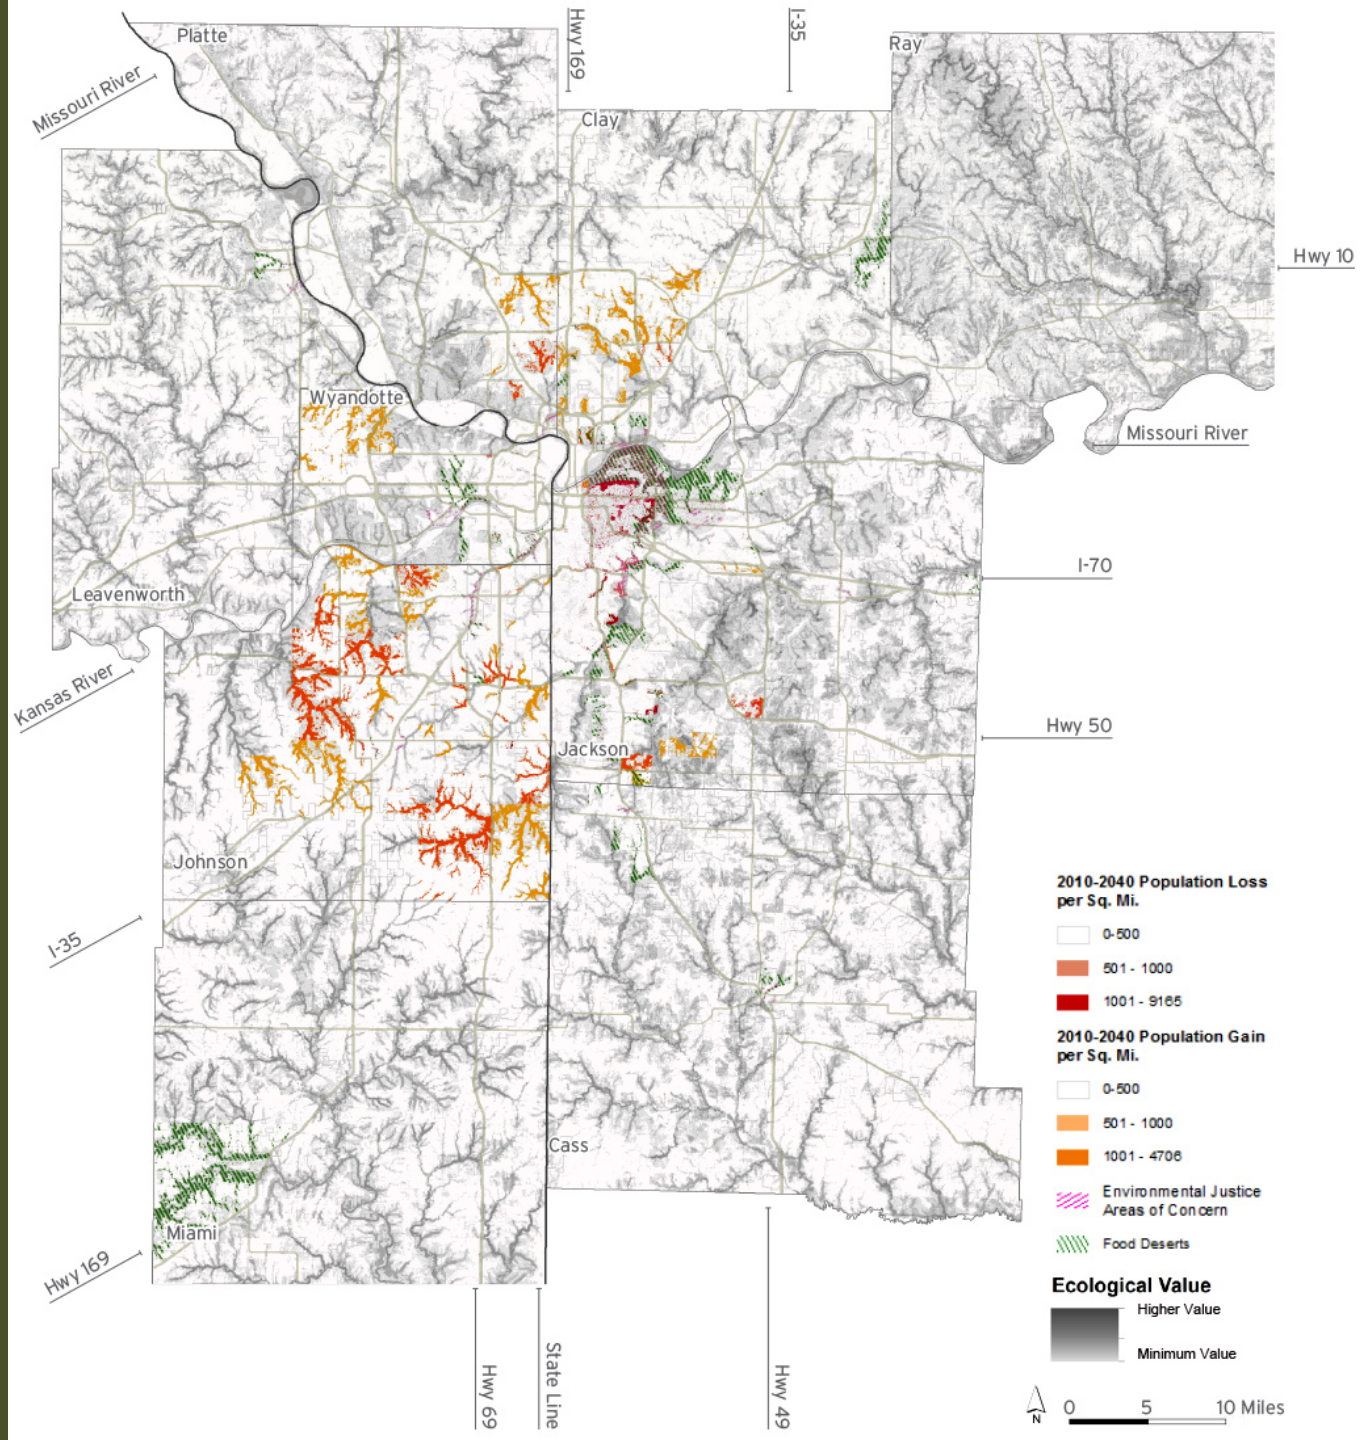 Platte
Hwy 169
I-35
Ray
Missouri River
Clay
Hwy 10
Wyandotte
Missouri River
I-70
Leavenworth
Kansas River
Hwy 50
Jackson
Johnson
I-35
Cass
Miami
Hwy 169
Hwy 69
State Line
Hwy 49
2010-2040 Population Loss
per Sq. Mi.
0-500
501 - 1000
1001 - 9165
2010-2040 Population Gain
per Sq. Mi.
0-500
501 - 1000
1001 - 4706
Environmental Justice
Areas of Concern
Food Deserts
Ecological Value
Higher Value
Minimum Value
N
0 5 10 Miles